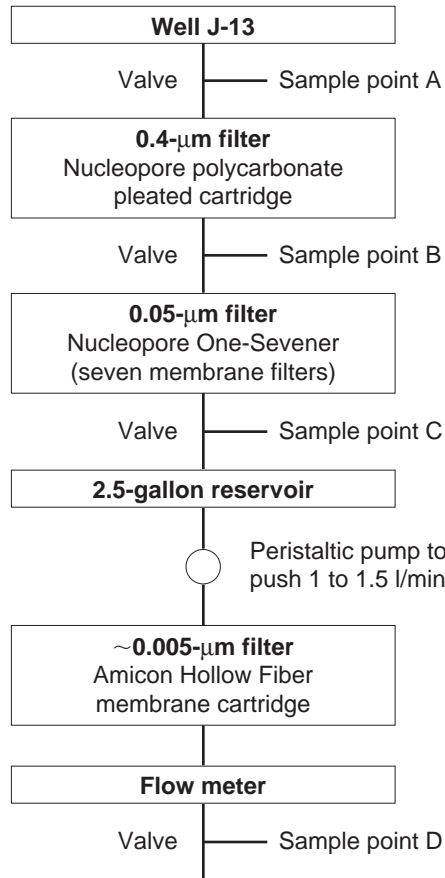 Well J-13
Valve Sample point A
0.4-μm filter
Nucleopore polycarbonate
pleated cartridge
Valve Sample point B
0.05-μm filter
Nucleopore One-Sevener
(seven membrane filters)
Valve Sample point C
2.5-gallon reservoir
Peristaltic pump to
push 1 to 1.5 l/min
~0.005-μm filter
Amicon Hollow Fiber
membrane cartridge
Flow meter
Valve Sample point D